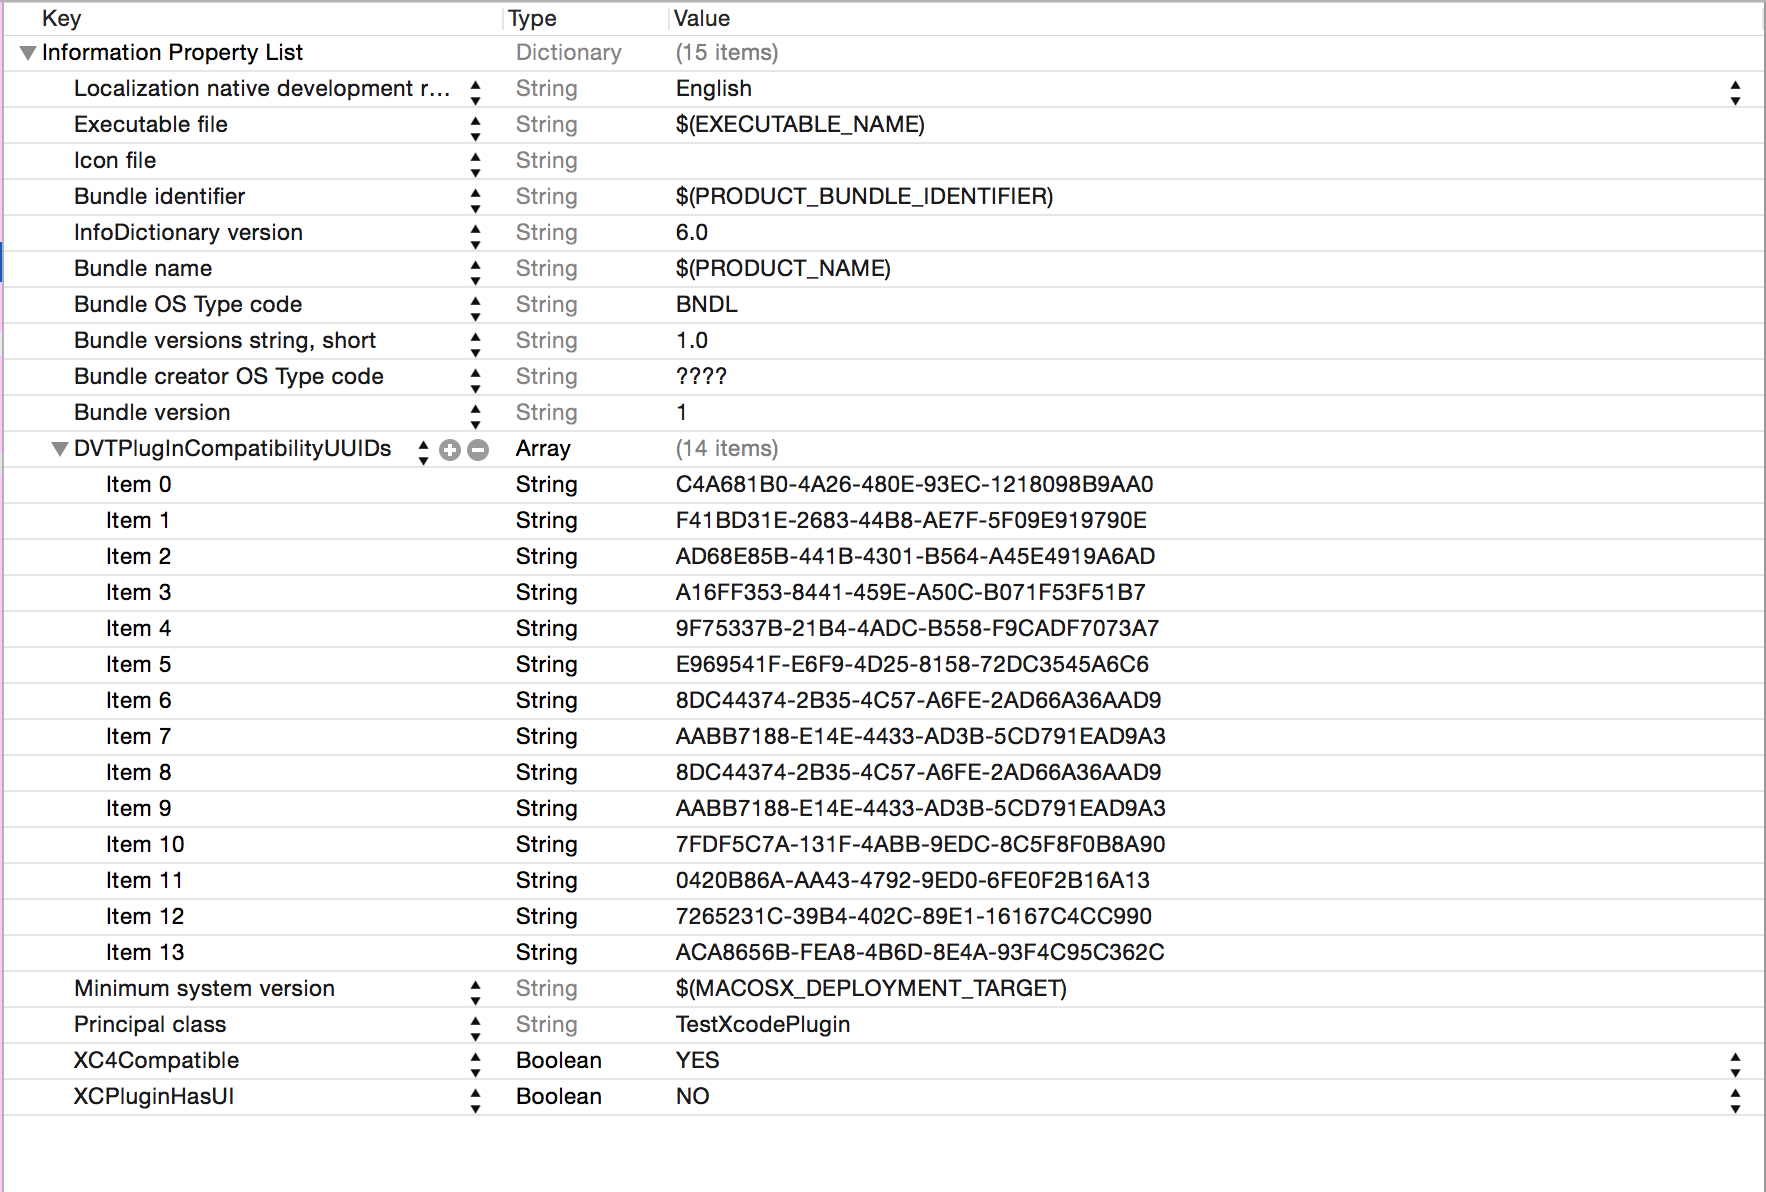 Key Type Value
Information Property List Dictionary (15 items)
Localization native development r... String English
Executable file String $(EXECUTABLE_NAME)
Icon file String
Bundle identifier String $(PRODUCT_BUNDLE_IDENTIFIER)
InfoDictionary version String 6.0
Bundle name String $(PRODUCT_NAME)
Bundle OS Type code String BNDL
Bundle versions string, short String 1.0
Bundle creator OS Type code String ????
Bundle version String 1
DVTPlugInCompatibilityUUIDs Array (14 items)
Item 0 String C4A681B0-4A26-480E-93EC-1218098B9AA0
Item 1 String F41BD31E-2683-44B8-AE7F-5F09E919790E
Item 2 String AD68E85B-441B-4301-B564-A45E4919A6AD
Item 3 String A16FF353-8441-459E-A50C-B071F53F51B7
Item 4 String 9F75337B-21B4-4ADC-B558-F9CADF7073A7
Item 5 String E969541F-E6F9-4D25-8158-72DC3545A6C6
Item 6 String 8DC44374-2B35-4C57-A6FE-2AD66A36AAD9
Item 7 String AABB7188-E14E-4433-AD3B-5CD791EAD9A3
Item 8 String 8DC44374-2B35-4C57-A6FE-2AD66A36AAD9
Item 9 String AABB7188-E14E-4433-AD3B-5CD791EAD9A3
Item 10 String 7FDF5C7A-131F-4ABB-9EDC-8C5F8F0B8A90
Item 11 String 0420B86A-AA43-4792-9ED0-6FE0F2B16A13
Item 12 String 7265231C-39B4-402C-89E1-16167C4CC990
Item 13 String ACA8656B-FEA8-4B6D-8E4A-93F4C95C362C
Minimum system version String $(MACOSX_DEPLOYMENT_TARGET)
Principal class String TestXcodePlugin
XC4Compatible Boolean YES
XCPluginHasUI Boolean NO